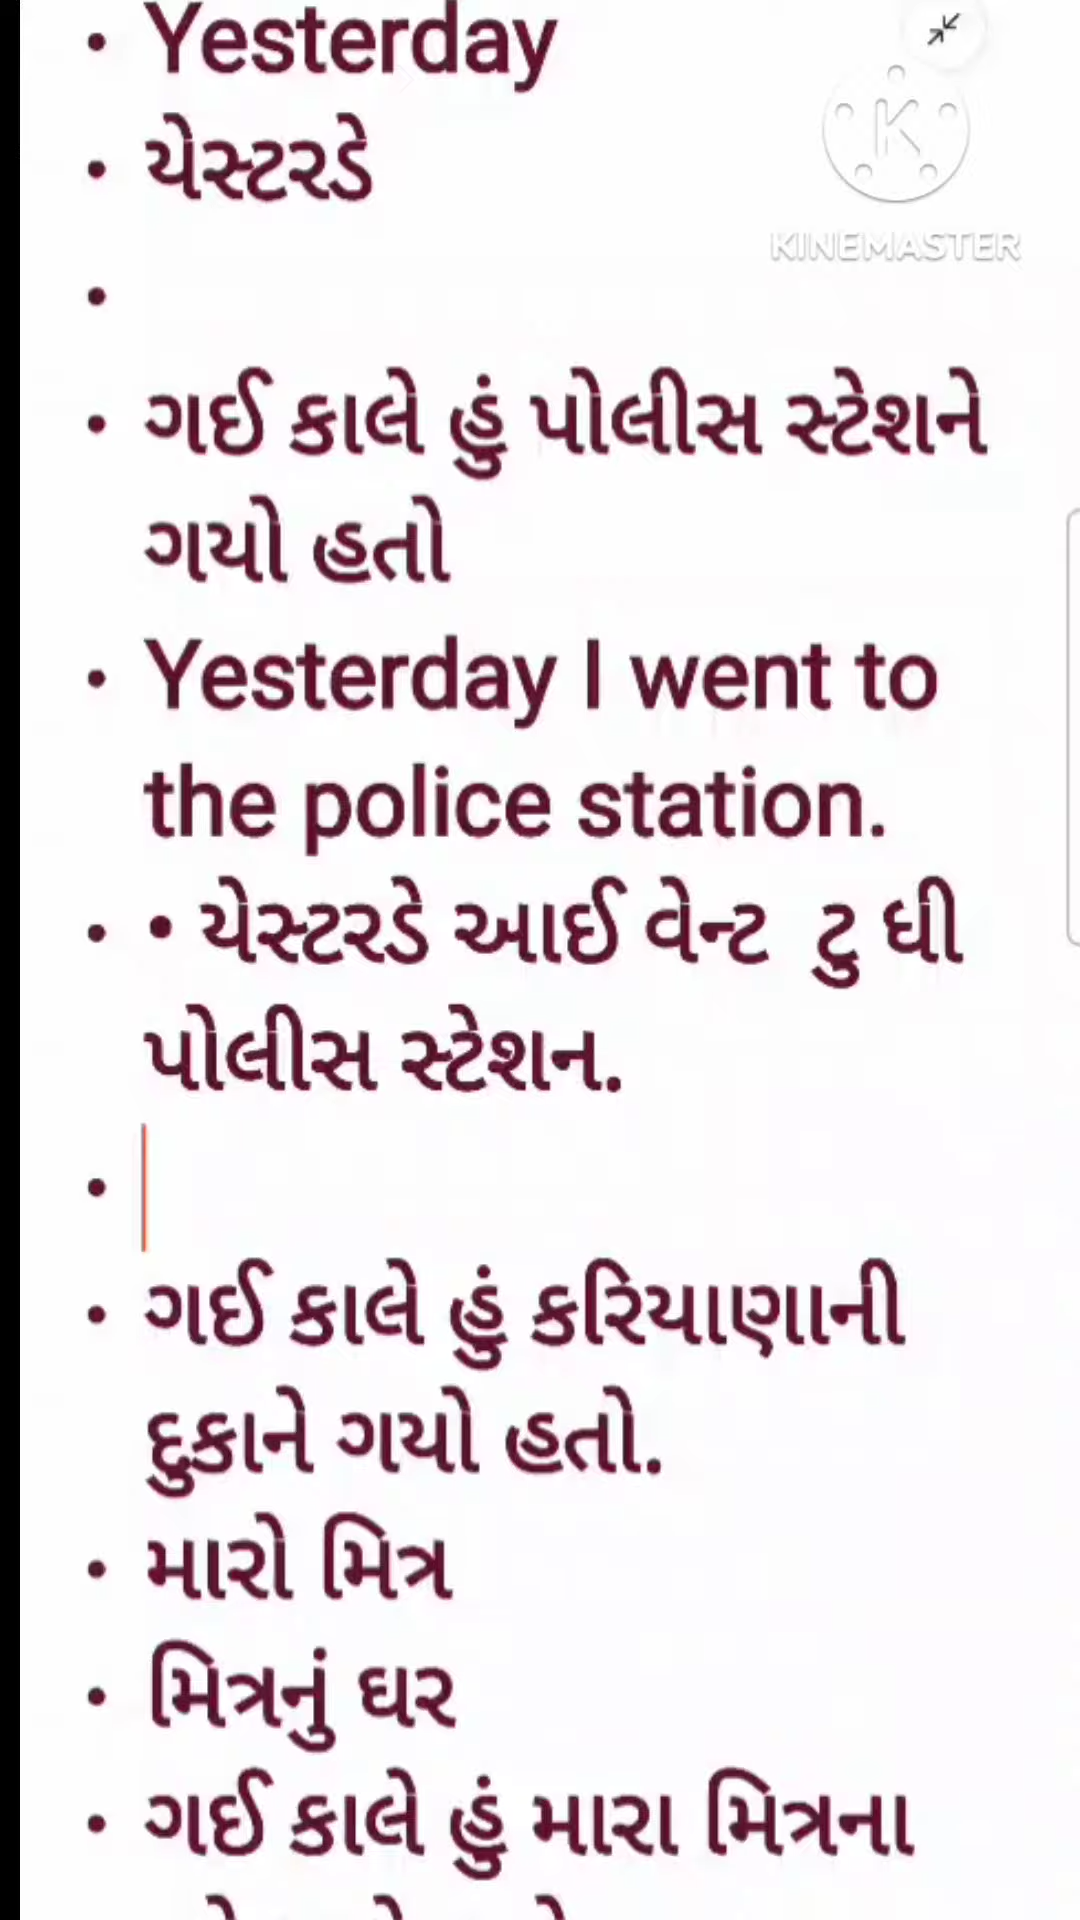 • Yesterday
• યેસ્ટરડે
•
• ગઈ કાલે હું પોલીસ સ્ટેશને
ગયો હતો
• Yesterday I went to
the police station.
• • યેસ્ટરડે આઈ વેન્ટ  ટુ ધી
પોલીસ સ્ટેશન.
•
• ગઈ કાલે હું કરિયાણાની
દુકાને ગયો હતો.
• મારો મિત્ર
• મિત્રનું ઘર
• ગઈ કાલે હું મારા મિત્રના
K
KINEMASTER